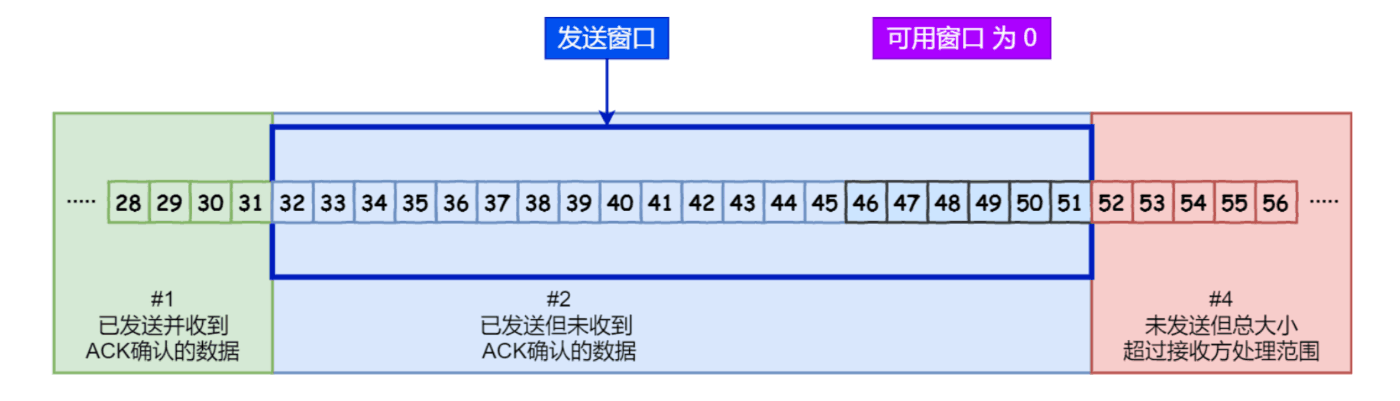 发送窗口
可用窗口 为 0
..... 28 29 30 31 32 33 34 35 36 37 38 39 40 41 42 43 44 45 46 47 48 49 50 51 52 53 54 55 56 .....
#1
已发送并收到
ACK确认的数据
#2
已发送但未收到
ACK确认的数据
#4
未发送但总大小
超过接收方处理范围